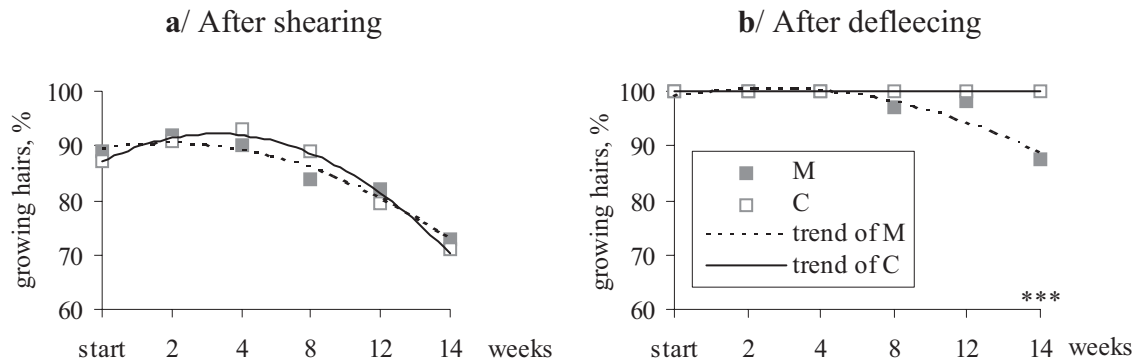 a/ After shearing
growing hairs, %
100
90
80
70
60
start 2 4 8 12 14 weeks
b/ After defleecing
growing hairs, %
100
90
80
70
60
M
C
trend of M
trend of C
***
start 2 4 8 12 14 weeks